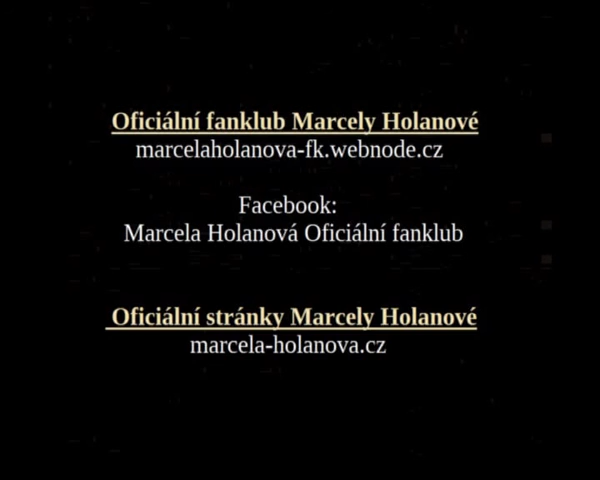 Oficiální fanklub Marcely Holanové
marcelaholanova-fk.webnode.cz
Facebook:
Marcela Holanová Oficiální fanklub
Oficiální stránky Marcely Holanové
marcela-holanova.cz